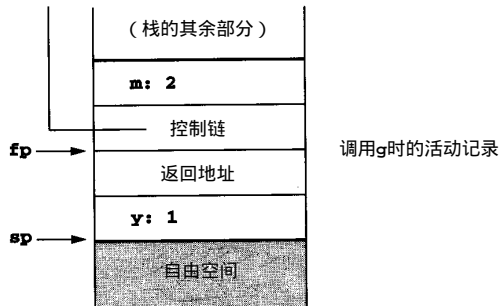 （栈的其余部分）
m: 2
控制链
fp
调用g时的活动记录
返回地址
y: 1
sp
自由空间